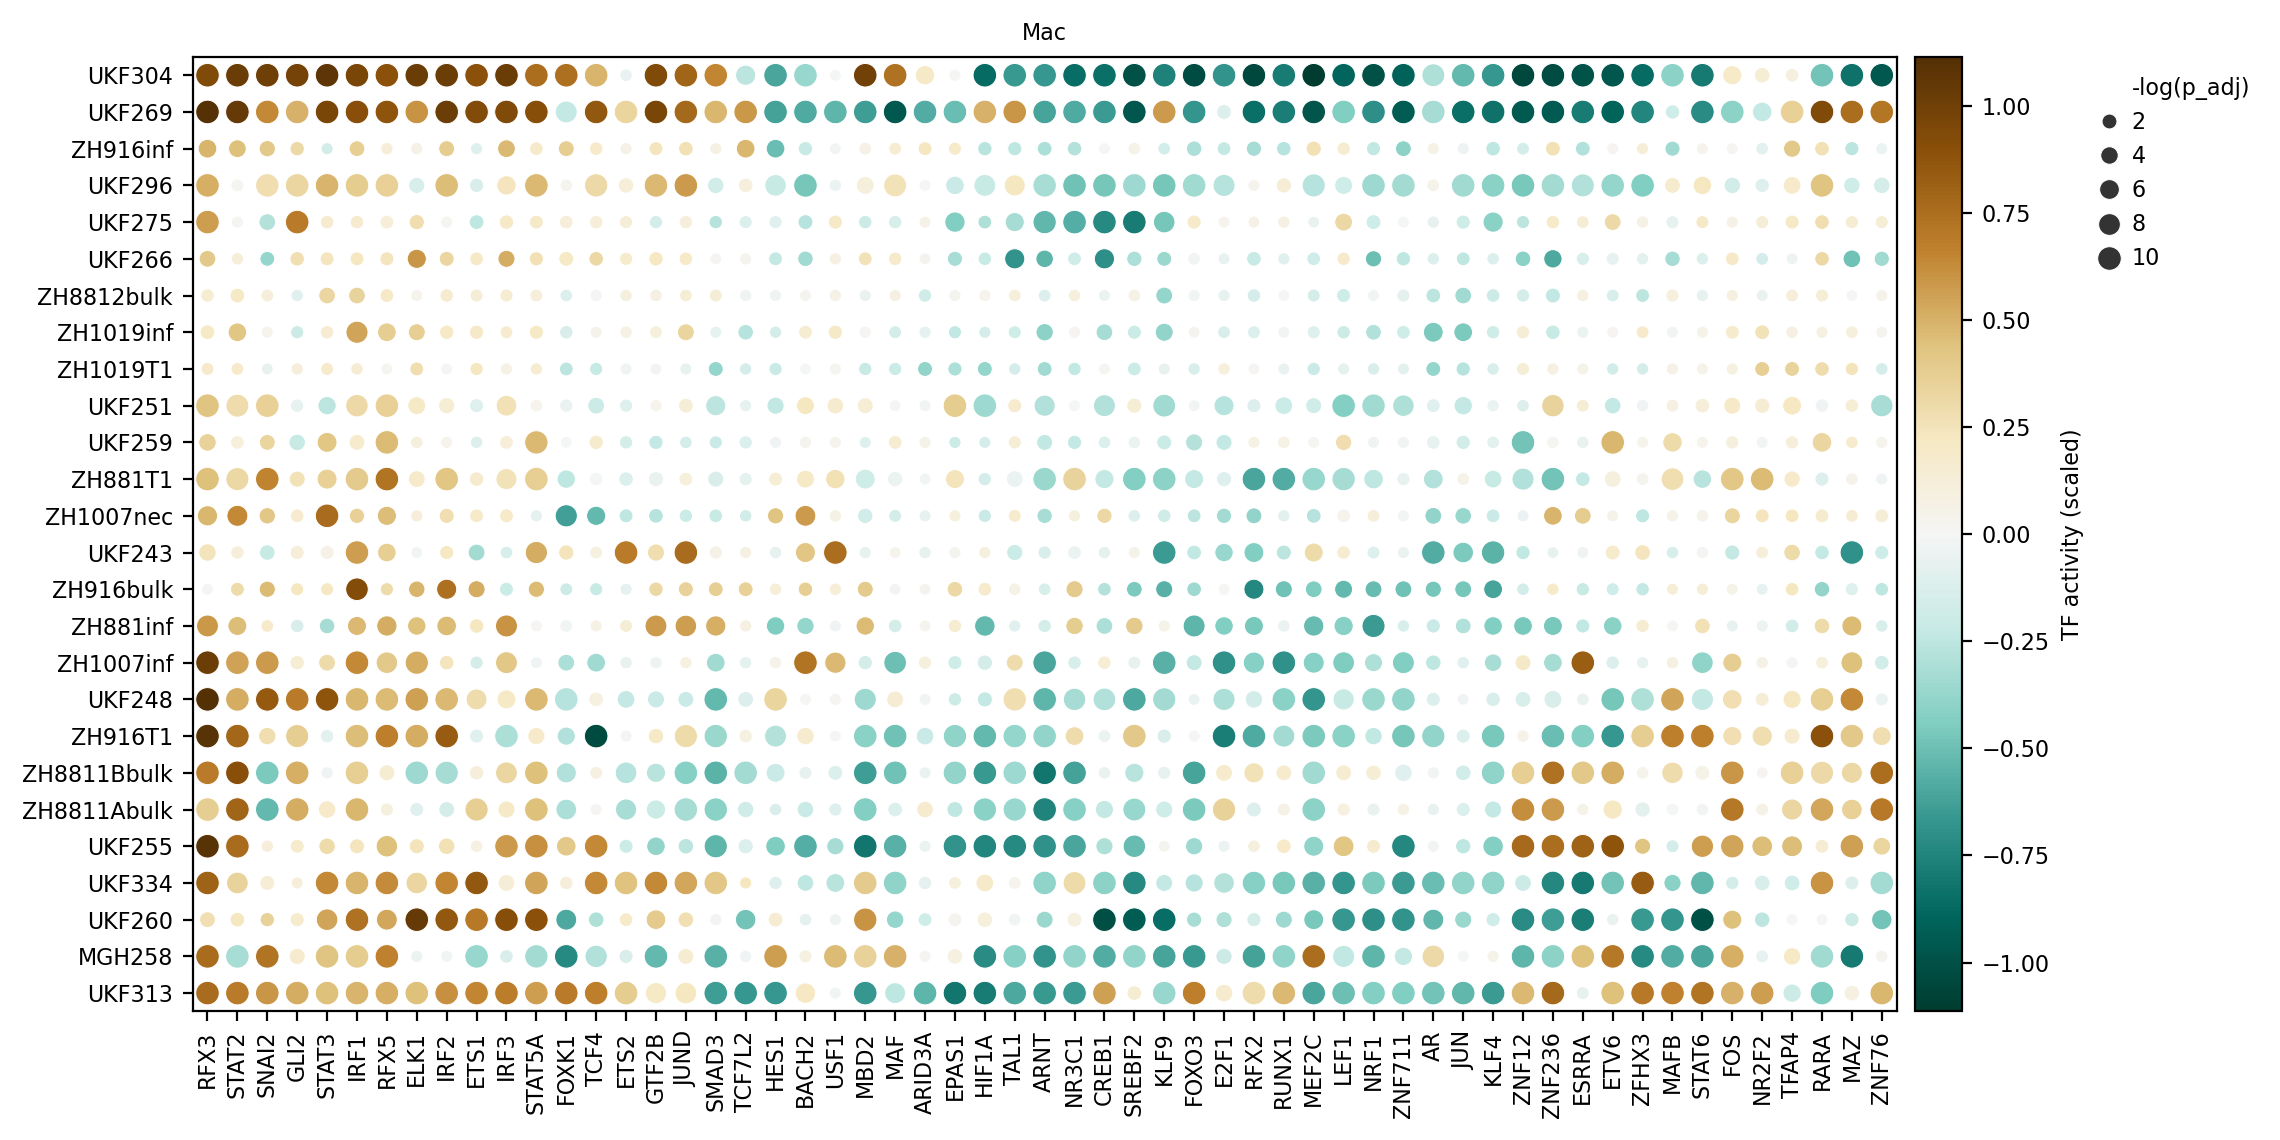 Mac
UKF304
UKF269
ZH916inf
UKF296
UKF275
UKF266
ZH8812bulk
ZH1019inf
ZH1019T1
UKF251
UKF259
ZH881T1
ZH1007nec
UKF243
ZH916bulk
ZH881inf
ZH1007inf
UKF248
ZH916T1
ZH8811Bbulk
ZH8811Abulk
UKF255
UKF334
UKF260
MGH258
UKF313
RFX3
STAT2
SNAI2
GLI2
STAT3
IRF1
RFX5
ELK1
IRF2
ETS1
IRF3
STAT5A
FOXK1
TCF4
ETS2
GTF2B
JUND
SMAD3
TCF7L2
HES1
BACH2
USF1
MBD2
MAF
ARID3A
EPAS1
HIF1A
TAL1
ARNT
NR3C1
CREB1
SREBF2
KLF9
FOXO3
E2F1
RFX2
RUNX1
MEF2C
LEF1
NRF1
ZNF711
AR
JUN
KLF4
ZNF12
ZNF236
ESRRA
ETV6
ZFHX3
MAFB
STAT6
FOS
NR2F2
TFAP4
RARA
MAZ
ZNF76
1.00
0.75
0.50
0.25
0.00
−0.25
−0.50
−0.75
−1.00
TF activity (scaled)
-log(p_adj)
2
4
6
8
10